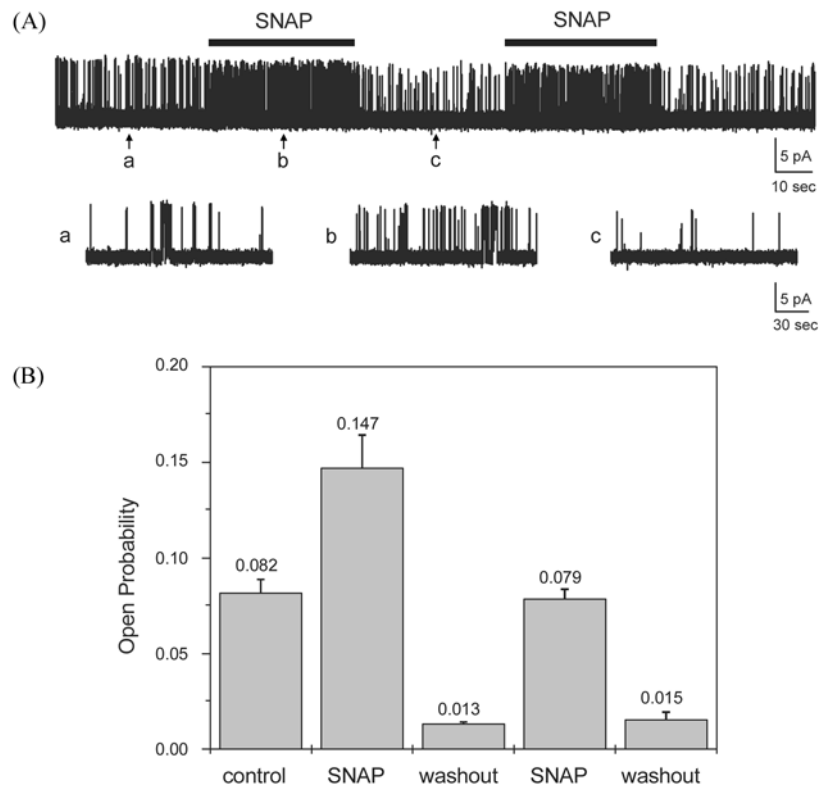 (A)
SNAP SNAP
a b c
5 pA
10 sec
a b c
5 pA
30 sec
(B)
Open Probability
0.20
0.15
0.10
0.05
0.00
0.082
0.147
0.013
0.079
0.015
control SNAP washout SNAP washout